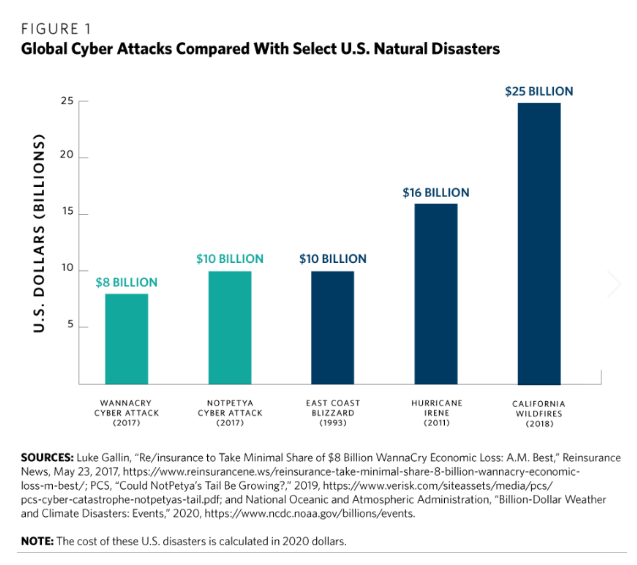 FIGURE 1
Global Cyber Attacks Compared With Select U.S. Natural Disasters
U.S. DOLLARS (BILLIONS)
25
20
15
10
5
$8 BILLION
$10 BILLION
$10 BILLION
$16 BILLION
$25 BILLION
WANNACRY
CYBER ATTACK
(2017)
NOTPETYA
CYBER ATTACK
(2017)
EAST COAST
BLIZZARD
(1993)
HURRICANE
IRENE
(2011)
CALIFORNIA
WILDFIRES
(2018)
SOURCES: Luke Gallin, “Re/insurance to Take Minimal Share of $8 Billion WannaCry Economic Loss: A.M. Best,” Reinsurance
News, May 23, 2017, https://www.reinsurancene.ws/reinsurance-take-minimal-share-8-billion-wannacry-economic-
loss-m-best/; PCS, “Could NotPetya’s Tail Be Growing?,” 2019, https://www.verisk.com/siteassets/media/pcs/
pcs-cyber-catastrophe-notpetyas-tail.pdf; and National Oceanic and Atmospheric Administration, “Billion-Dollar Weather
and Climate Disasters: Events,” 2020, https://www.ncdc.noaa.gov/billions/events.
NOTE: The cost of these U.S. disasters is calculated in 2020 dollars.